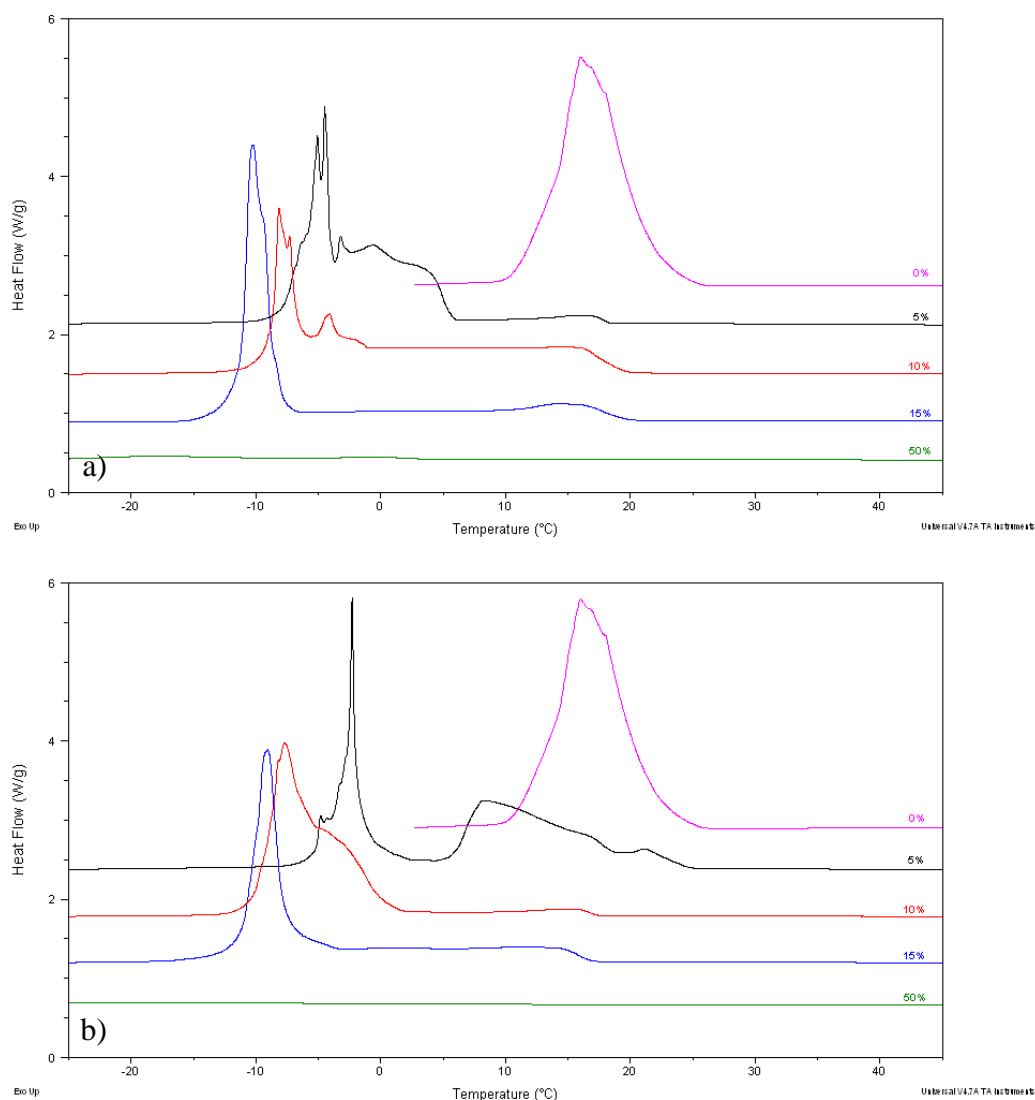 6
4
2
0
Heat Flow (W/g)
0%
5%
10%
15%
50%
a)
-20 -10 0 10 20 30 40
Exo Up
Temperature (°C)
Universal V4.7A TA Instruments
6
4
2
0
Heat Flow (W/g)
0%
5%
10%
15%
50%
b)
-20 -10 0 10 20 30 40
Exo Up
Temperature (°C)
Universal V4.7A TA Instruments